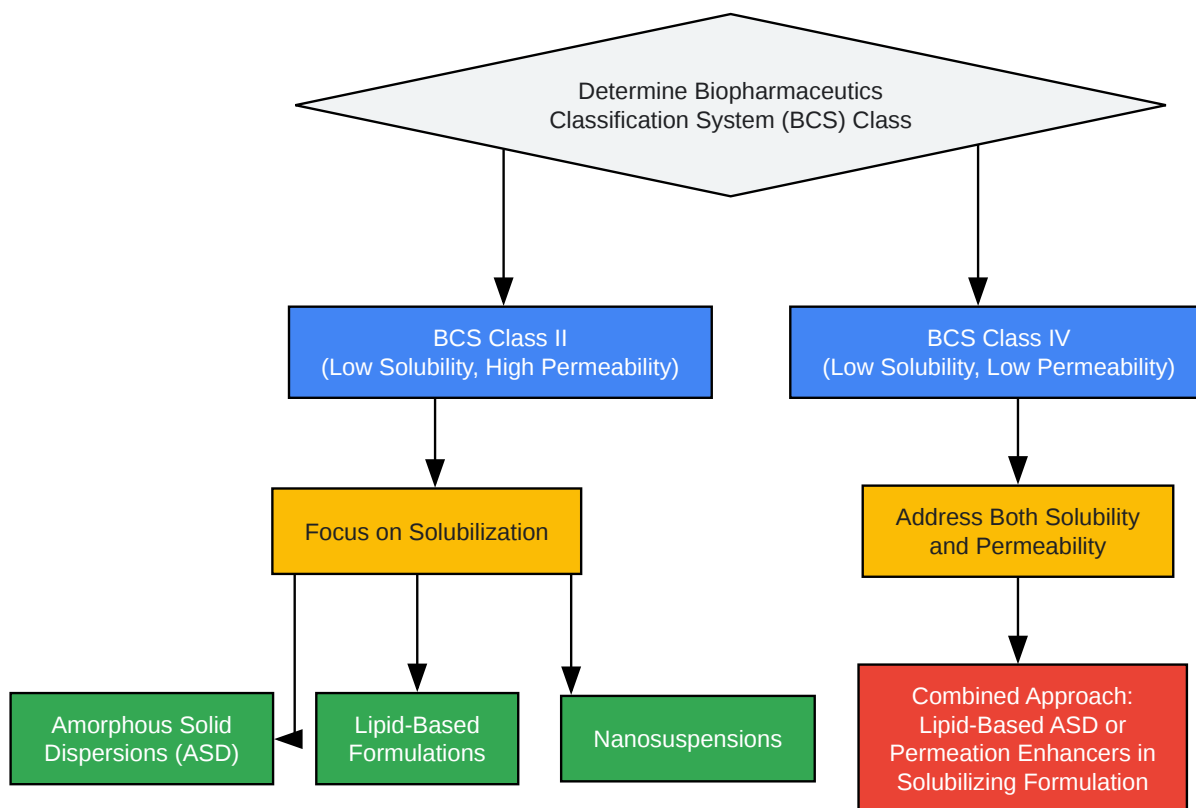 Determine Biopharmaceutics
Classification System (BCS) Class
BCS Class II
(Low Solubility, High Permeability)
BCS Class IV
(Low Solubility, Low Permeability)
Focus on Solubilization
Address Both Solubility
and Permeability
Amorphous Solid
Dispersions (ASD)
Lipid-Based
Formulations
Nanosuspensions
Combined Approach:
Lipid-Based ASD or
Permeation Enhancers in
Solubilizing Formulation